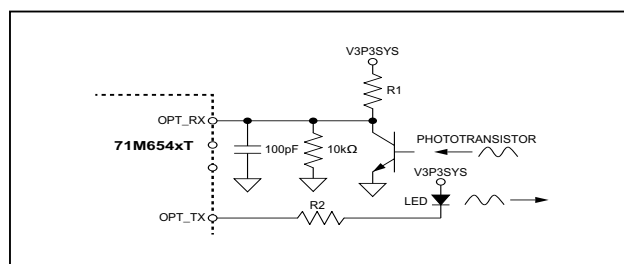 V3P3SYS
R1
OPT_RX
71M654xT
100pF
10kΩ
PHOTOTRANSISTOR
V3P3SYS
LED
R2
OPT_TX